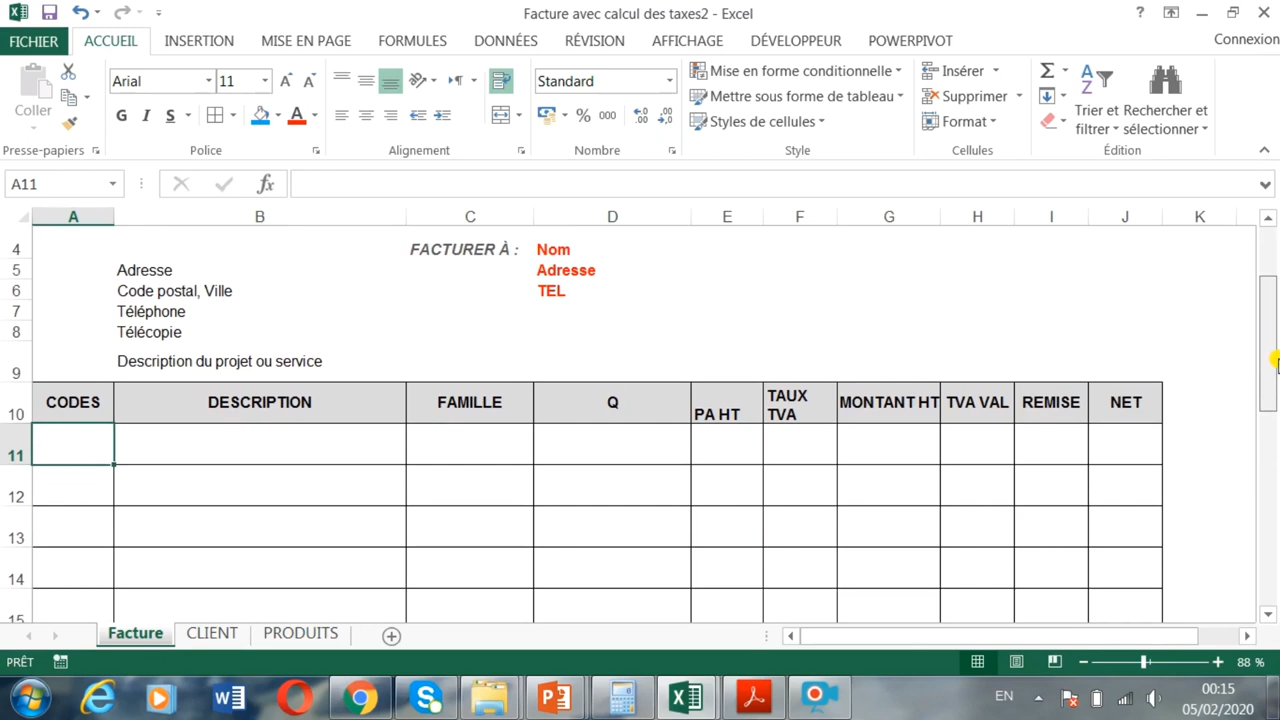 Facture avec calcul des taxes2 - Excel
?
FICHIER ACCUEIL INSERTION MISE EN PAGE FORMULES DONNÉES RÉVISION AFFICHAGE DÉVELOPPEUR POWERPIVOT Connexion
Coller
Arial 11
G I S A
Standard
% 000
Mise en forme conditionnelle
Mettre sous forme de tableau
Styles de cellules
Insérer
Supprimer
Format
Trier et filtrer
Rechercher et sélectionner
Presse-papiers Police Alignement Nombre Style Cellules Édition
A11 fx
A B C D E F G H I J K
4 FACTURER À : Nom
5 Adresse Adresse
6 Code postal, Ville TEL
7 Téléphone
8 Télécopie
9 Description du projet ou service
10 CODES DESCRIPTION FAMILLE Q PA HT TAUX TVA MONTANT HT TVA VAL REMISE NET
11
12
13
14
15
Facture CLIENT PRODUITS
PRÊT 88 %
EN 00:15
05/02/2020